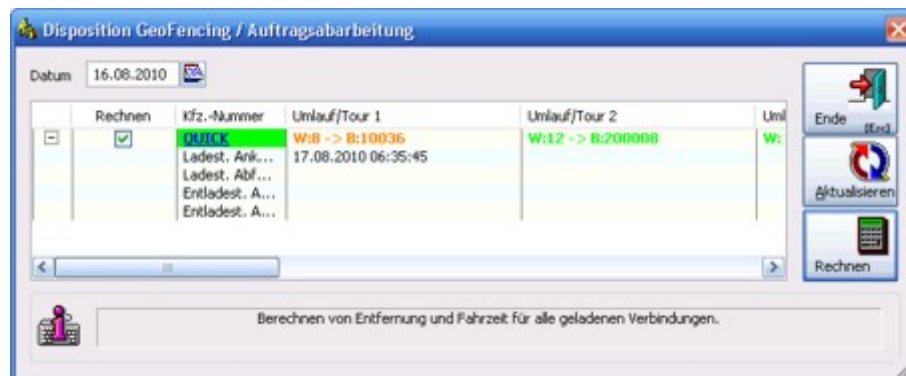 Disposition GeoFencing / Auftragsabarbeitung
Datum 16.08.2010
Rechnen Kfz.-Nummer Umlauf/Tour 1 Umlauf/Tour 2 Uml
QUICK W:8 -> B:10036 W:12 -> B:200008 W:
Ladest. Ank... 17.08.2010 06:35:45
Ladest. Abf...
Entladest. A...
Entladest. A...
Ende [Esc]
Aktualisieren
Rechnen
Berechnen von Entfernung und Fahrzeit für alle geladenen Verbindungen.